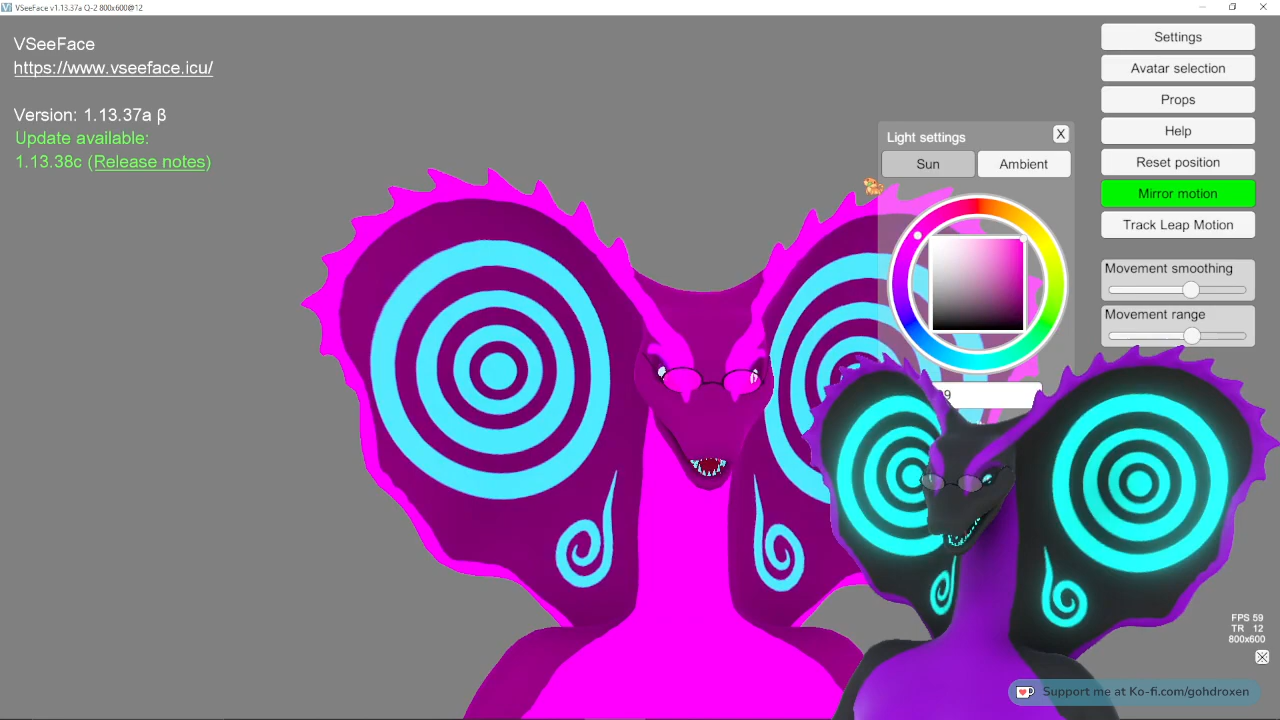 VSeeFace v1.13.37a Q-2 800x600@12
VSeeFace
https://www.vseeface.icu/
Version: 1.13.37a β
Update available:
1.13.38c (Release notes)
Settings
Avatar selection
Props
Help
Reset position
Mirror motion
Track Leap Motion
Movement smoothing
Movement range
Light settings
X
Sun
Ambient
9
FPS 59
TR 12
800x600
Support me at Ko-fi.com/gohdroxen